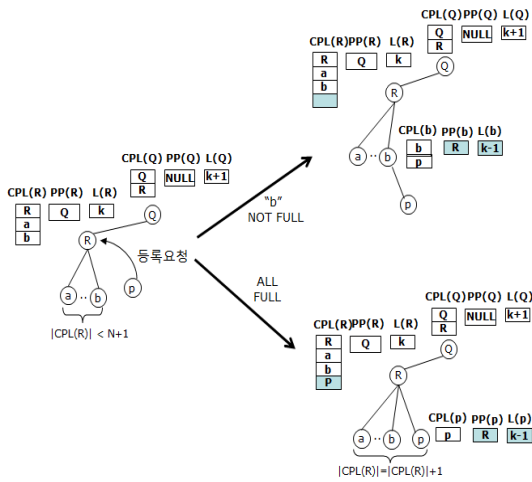 CPL(Q) PP(Q) L(Q)
Q NULL k+1
R
CPL(R) PP(R) L(R)
R Q k
a
b
Q
R
CPL(b) PP(b) L(b)
b R k-1
p
a ·· b
p
"b"
NOT FULL
CPL(Q) PP(Q) L(Q)
Q NULL k+1
R
CPL(R) PP(R) L(R)
R Q k
a
b
Q
R
등록요청
a ·· b
p
|CPL(R)| < N+1
ALL
FULL
CPL(Q) PP(Q) L(Q)
Q NULL k+1
R
CPL(R) PP(R) L(R)
R Q k
a
b
P
Q
R
CPL(p) PP(p) L(p)
p R k-1
a ·· b p
|CPL(R)|=|CPL(R)|+1